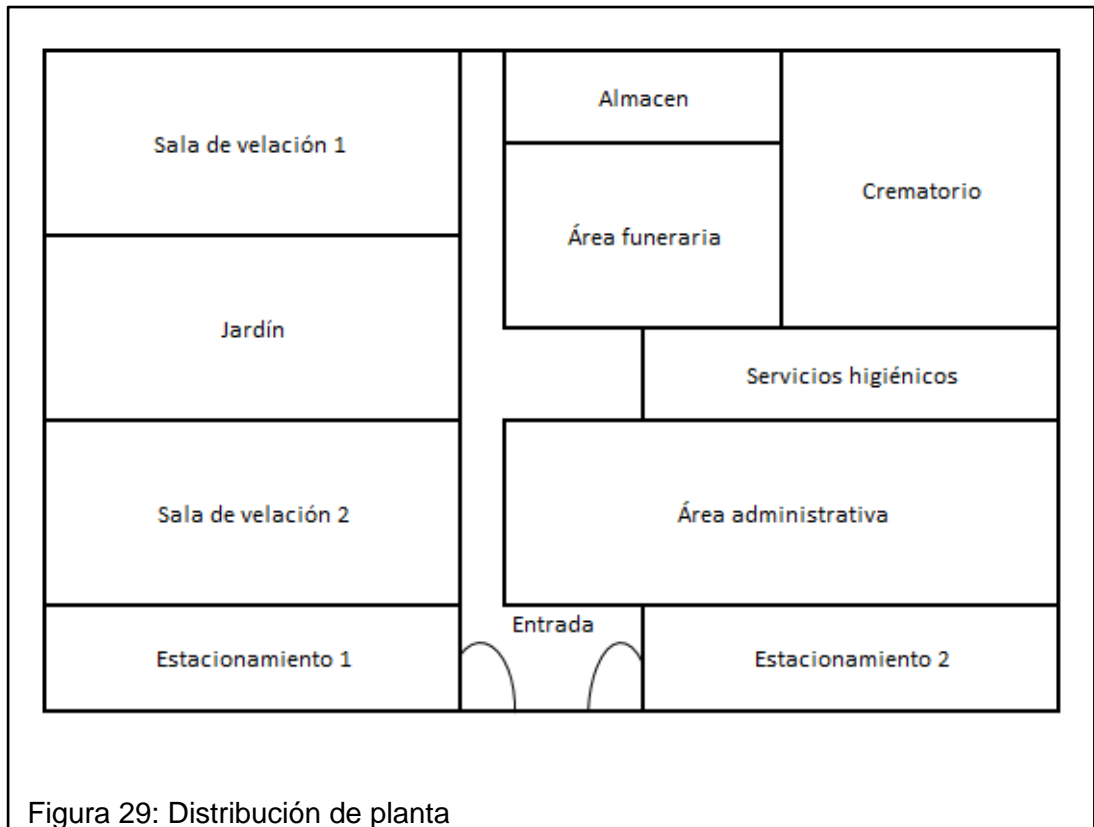 Sala de velación 1
Almacen
Crematorio
Área funeraria
Jardín
Servicios higiénicos
Sala de velación 2
Área administrativa
Entrada
Estacionamiento 1
Estacionamiento 2
Figura 29: Distribución de planta